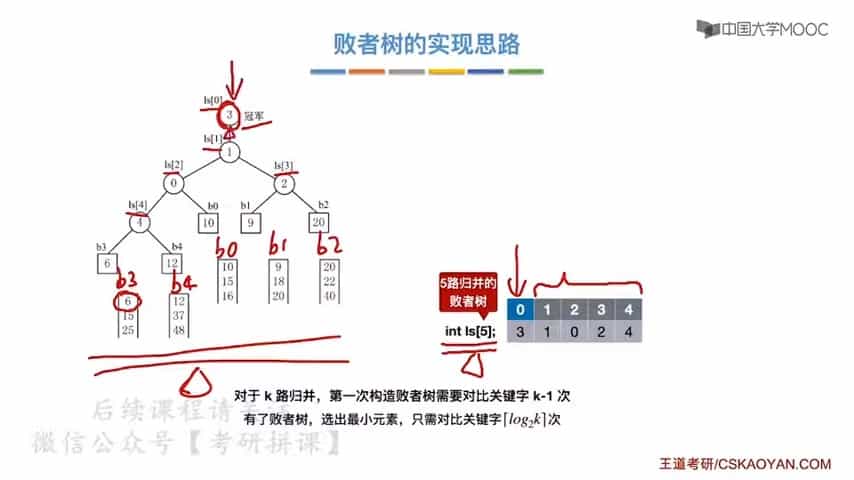 中国大学MOOC
败者树的实现思路
ls[0]
3 冠军
ls[1]
1
ls[2] ls[3]
0 2
ls[4] b0 b1 b2
4 10 9 20
b3 b4
6 12
b0 b1 b2
b3 b4
10 9 20
15 18 22
16 20 40
6 12
15 37
25 48
5路归并的
败者树
0 1 2 3 4
int ls[5]; 3 1 0 2 4
对于 k 路归并，第一次构造败者树需要对比关键字 k-1 次
有了败者树，选出最小元素，只需对比关键字⌈log₂k⌉次
后续课程请关注
微信公众号【考研拼课】
王道考研/CSKAOYAN.COM